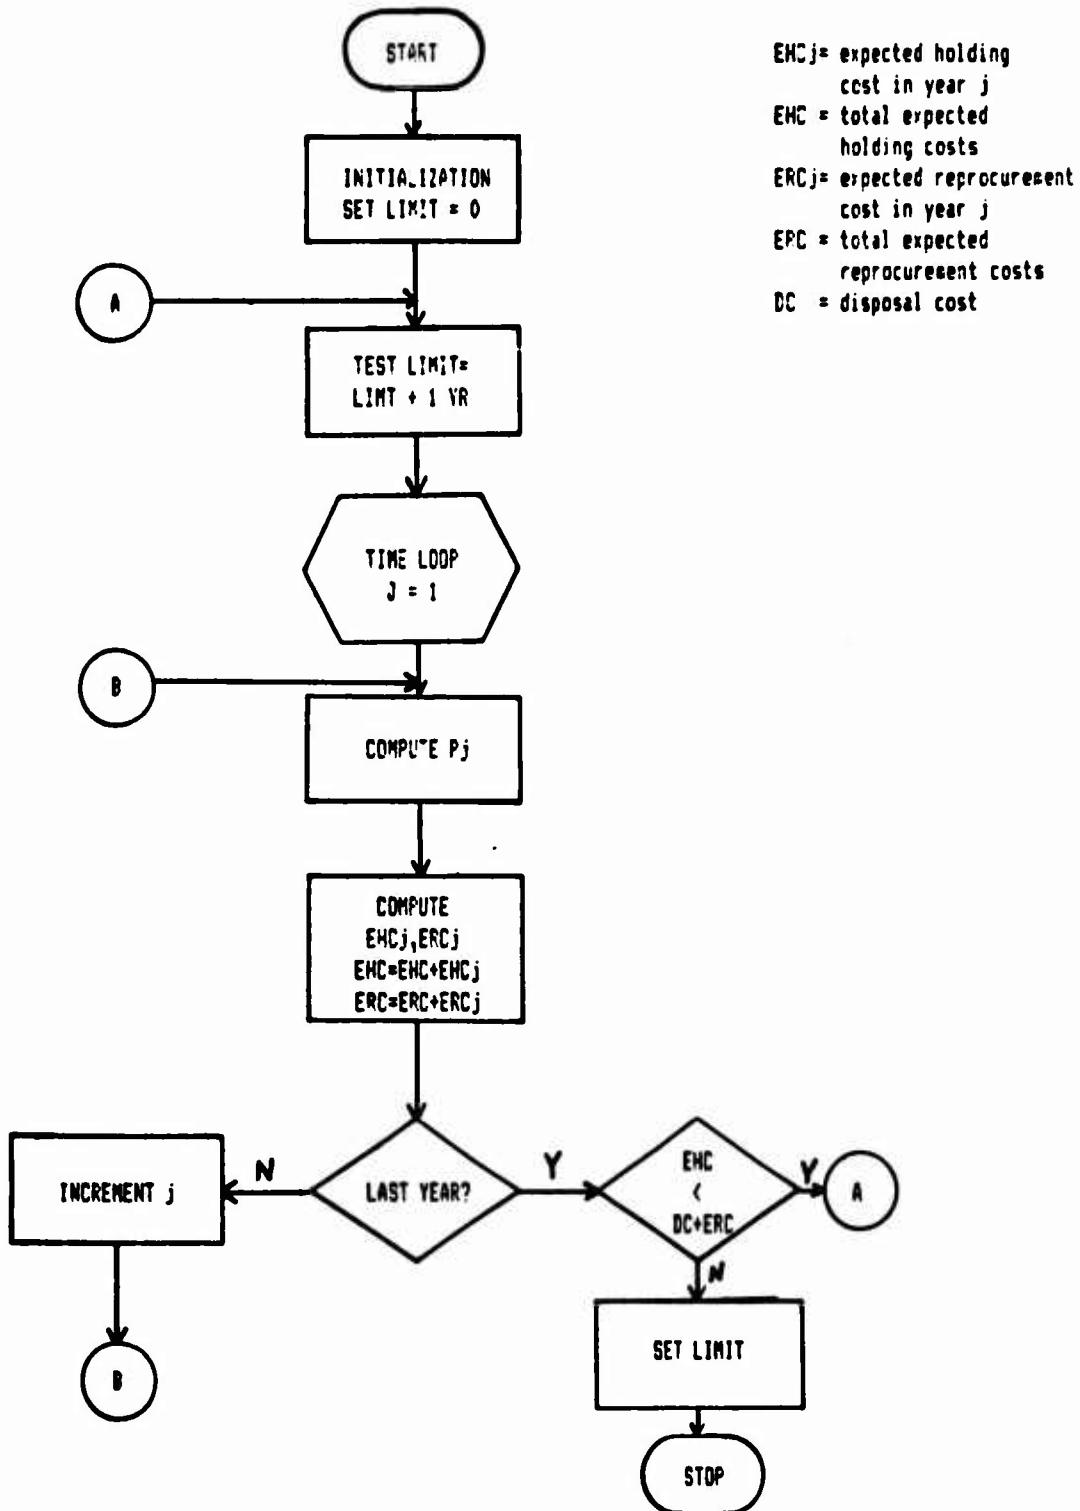 START
EHCj= expected holding
cost in year j
EHC = total expected
holding costs
ERCj= expected reprocurement
cost in year j
ERC = total expected
reprocurement costs
DC = disposal cost
INITIALIZATION
SET LIMIT = 0
A
TEST LIMIT=
LIMT + 1 YR
TIME LOOP
J = 1
B
COMPUTE Pj
COMPUTE
EHCj,ERCj
EHC=EHC+EHCj
ERC=ERC+ERCj
INCREMENT j
N
LAST YEAR?
Y
EHC
<
DC+ERC
Y
A
N
SET LIMIT
B
STOP